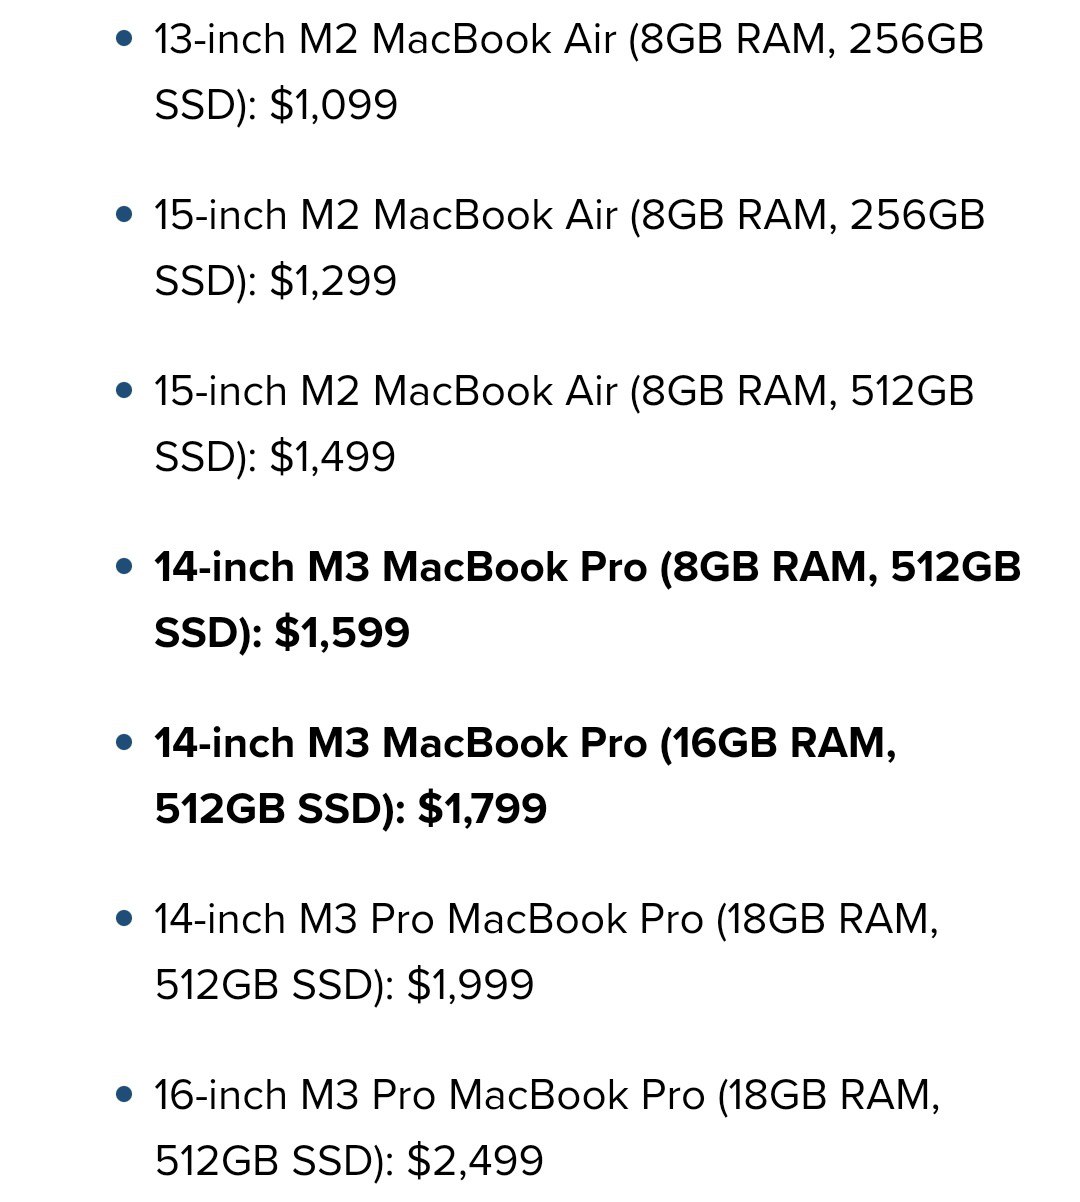 • 13-inch M2 MacBook Air (8GB RAM, 256GB
SSD): $1,099
• 15-inch M2 MacBook Air (8GB RAM, 256GB
SSD): $1,299
• 15-inch M2 MacBook Air (8GB RAM, 512GB
SSD): $1,499
• 14-inch M3 MacBook Pro (8GB RAM, 512GB
SSD): $1,599
• 14-inch M3 MacBook Pro (16GB RAM,
512GB SSD): $1,799
• 14-inch M3 Pro MacBook Pro (18GB RAM,
512GB SSD): $1,999
• 16-inch M3 Pro MacBook Pro (18GB RAM,
512GB SSD): $2,499